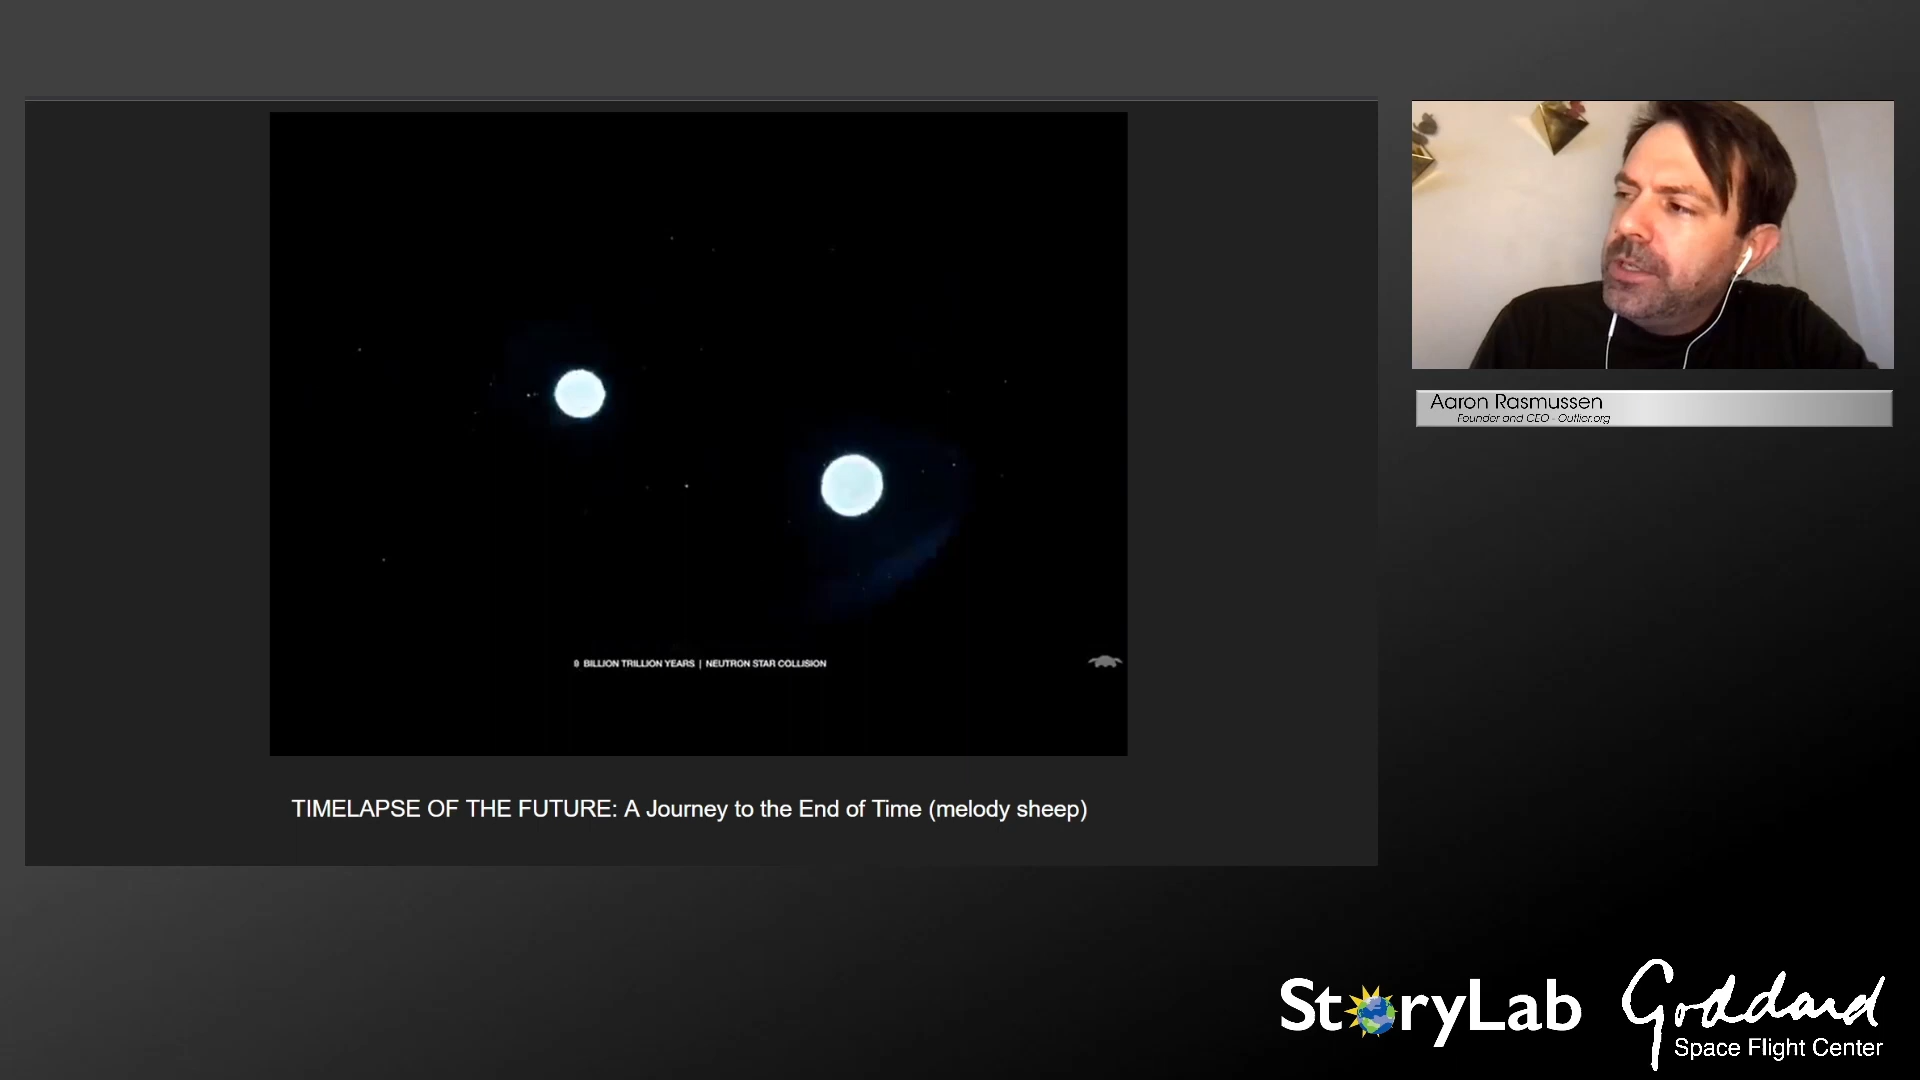 9 BILLION TRILLION YEARS | NEUTRON STAR COLLISION
TIMELAPSE OF THE FUTURE: A Journey to the End of Time (melody sheep)
Aaron Rasmussen
Founder and CEO - Outlier.org
StoryLab
Goddard
Space Flight Center